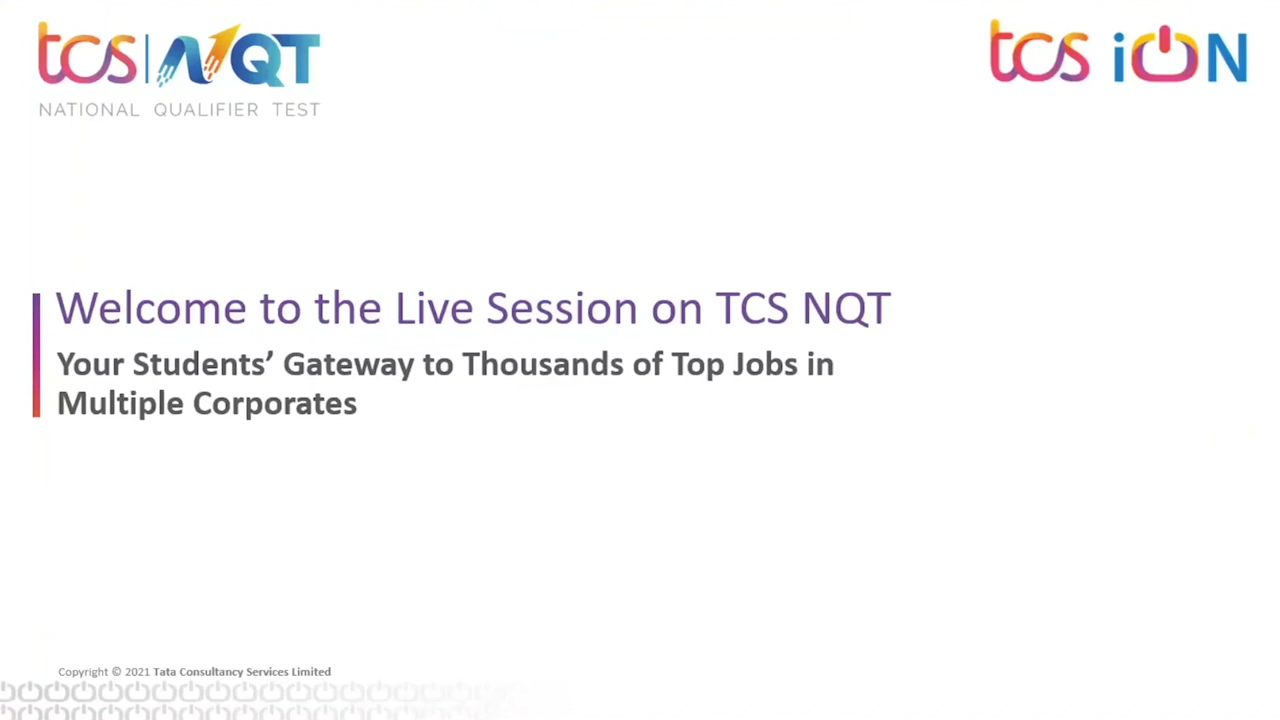 tcs | NQT
NATIONAL QUALIFIER TEST
tcs iON
Welcome to the Live Session on TCS NQT
Your Students’ Gateway to Thousands of Top Jobs in
Multiple Corporates
Copyright © 2021 Tata Consultancy Services Limited